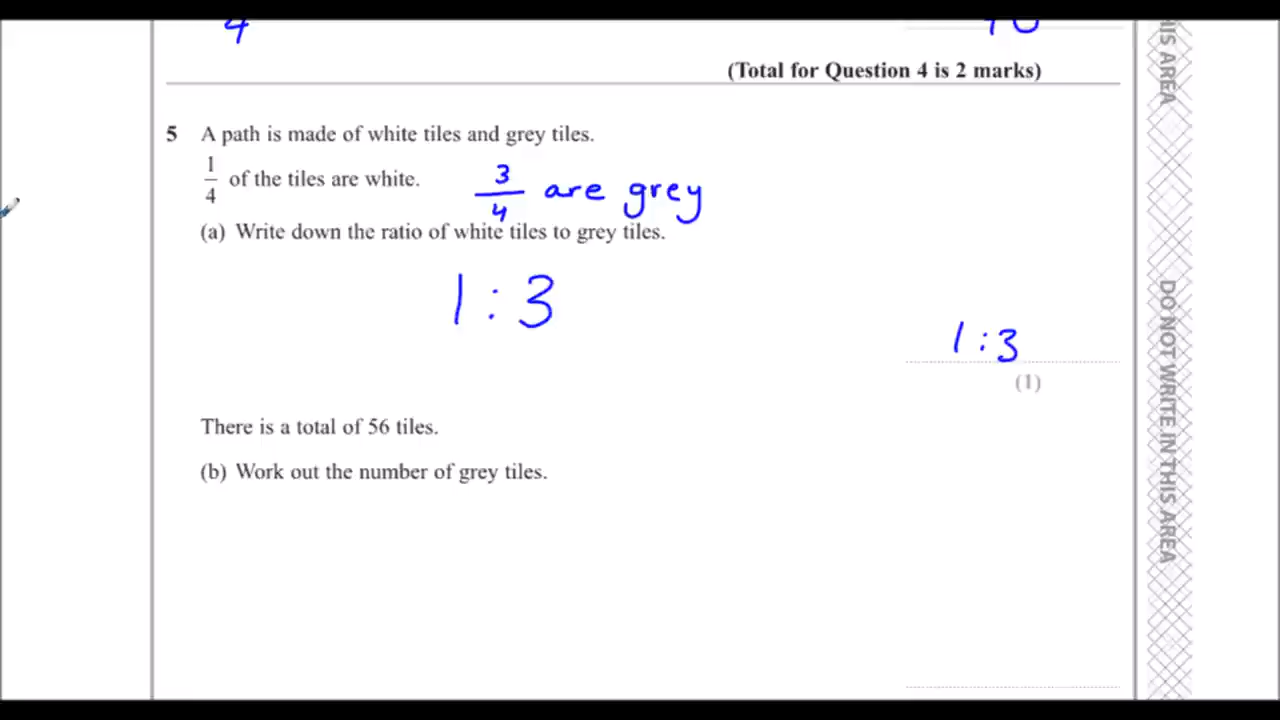 4
(Total for Question 4 is 2 marks)
5 A path is made of white tiles and grey tiles.
1/4 of the tiles are white.
3/4 are grey
(a) Write down the ratio of white tiles to grey tiles.
1 : 3
1 : 3
(1)
There is a total of 56 tiles.
(b) Work out the number of grey tiles.
HIS AREA
DO NOT WRITE IN THIS AREA